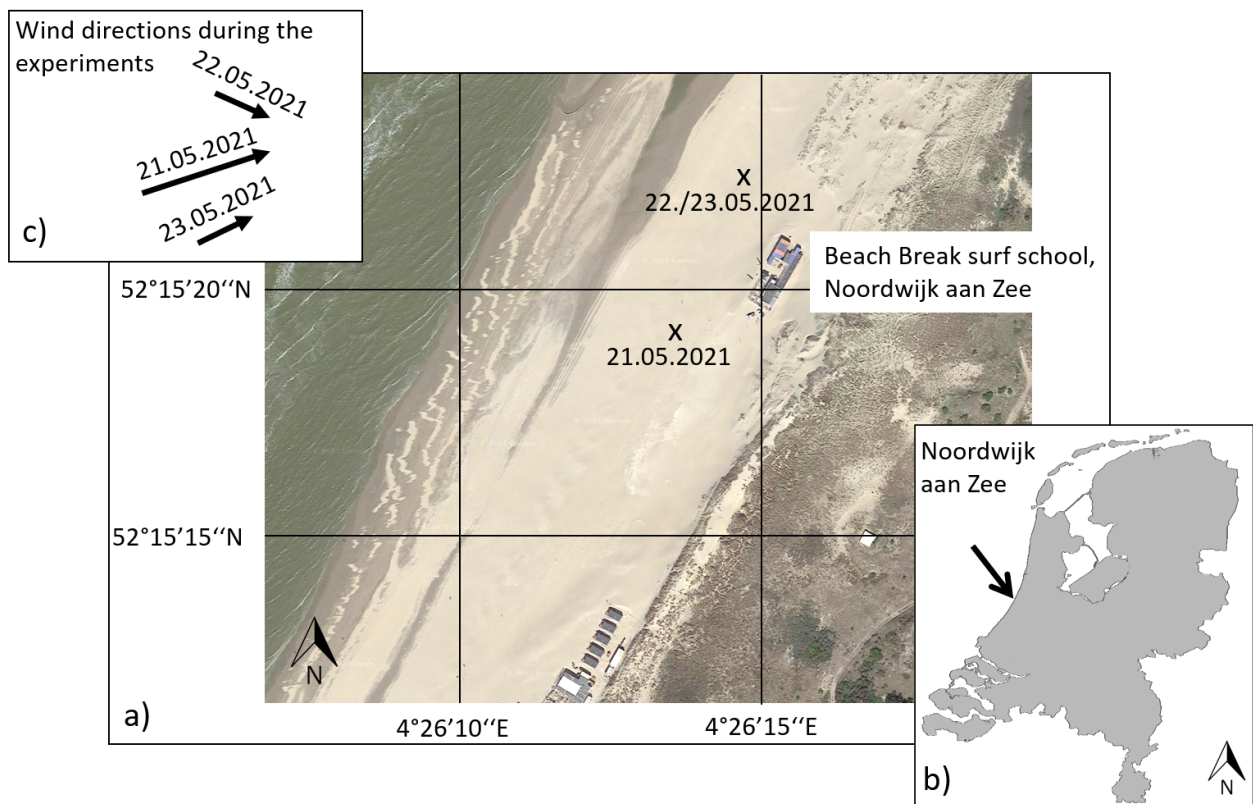 Wind directions during the
experiments
22.05.2021
21.05.2021
23.05.2021
c)
X
22./23.05.2021
Beach Break surf school,
Noordwijk aan Zee
52°15'20‘‘N
X
21.05.2021
52°15'15‘‘N
N
a)
4°26'10‘‘E
4°26'15‘‘E
Noordwijk
aan Zee
b)
N